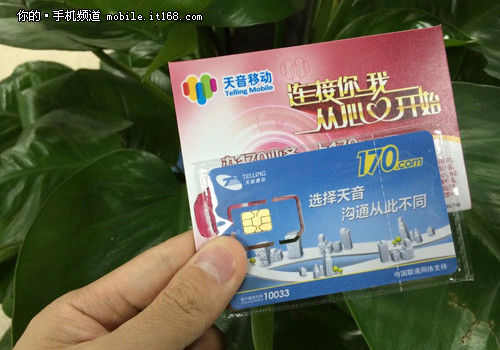 你的·手机频道 mobile.it168.com
天音移动
Telling Mobile
连接你 我
从心 开始
TELLING
天音通信
170.com
选择天音
沟通从此不同
中国联通网络支持
10033